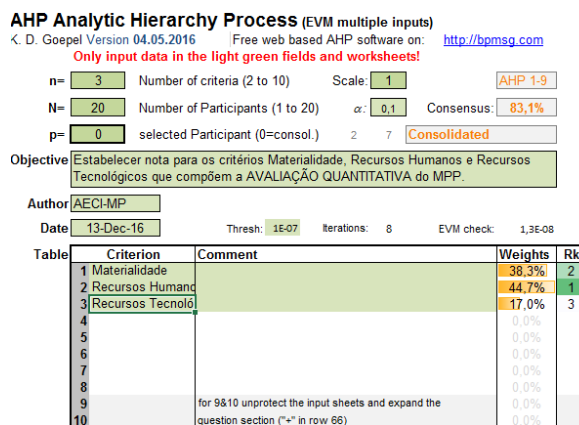 AHP Analytic Hierarchy Process (EVM multiple inputs)
K. D. Goepel Version 04.05.2016 Free web based AHP software on: http://bpmsg.com
Only input data in the light green fields and worksheets!
n= 3 Number of criteria (2 to 10) Scale: 1 AHP 1-9
N= 20 Number of Participants (1 to 20) α: 0,1 Consensus: 83,1%
p= 0 selected Participant (0=consol.) 2 7 Consolidated
Objective Estabelecer nota para os critérios Materialidade, Recursos Humanos e Recursos
Tecnológicos que compõem a AVALIAÇÃO QUANTITATIVA do MPP.
Author AECI-MP
Date 13-Dec-16 Thresh: 1E-07 Iterations: 8 EVM check: 1,3E-08
Table Criterion Comment Weights Rk
1 Materialidade 38,3% 2
2 Recursos Humano 44,7% 1
3 Recursos Tecnoló 17,0% 3
4 0,0%
5 0,0%
6 0,0%
7 0,0%
8 0,0%
9 for 9&10 unprotect the input sheets and expand the 0,0%
10 question section ("+" in row 66) 0,0%